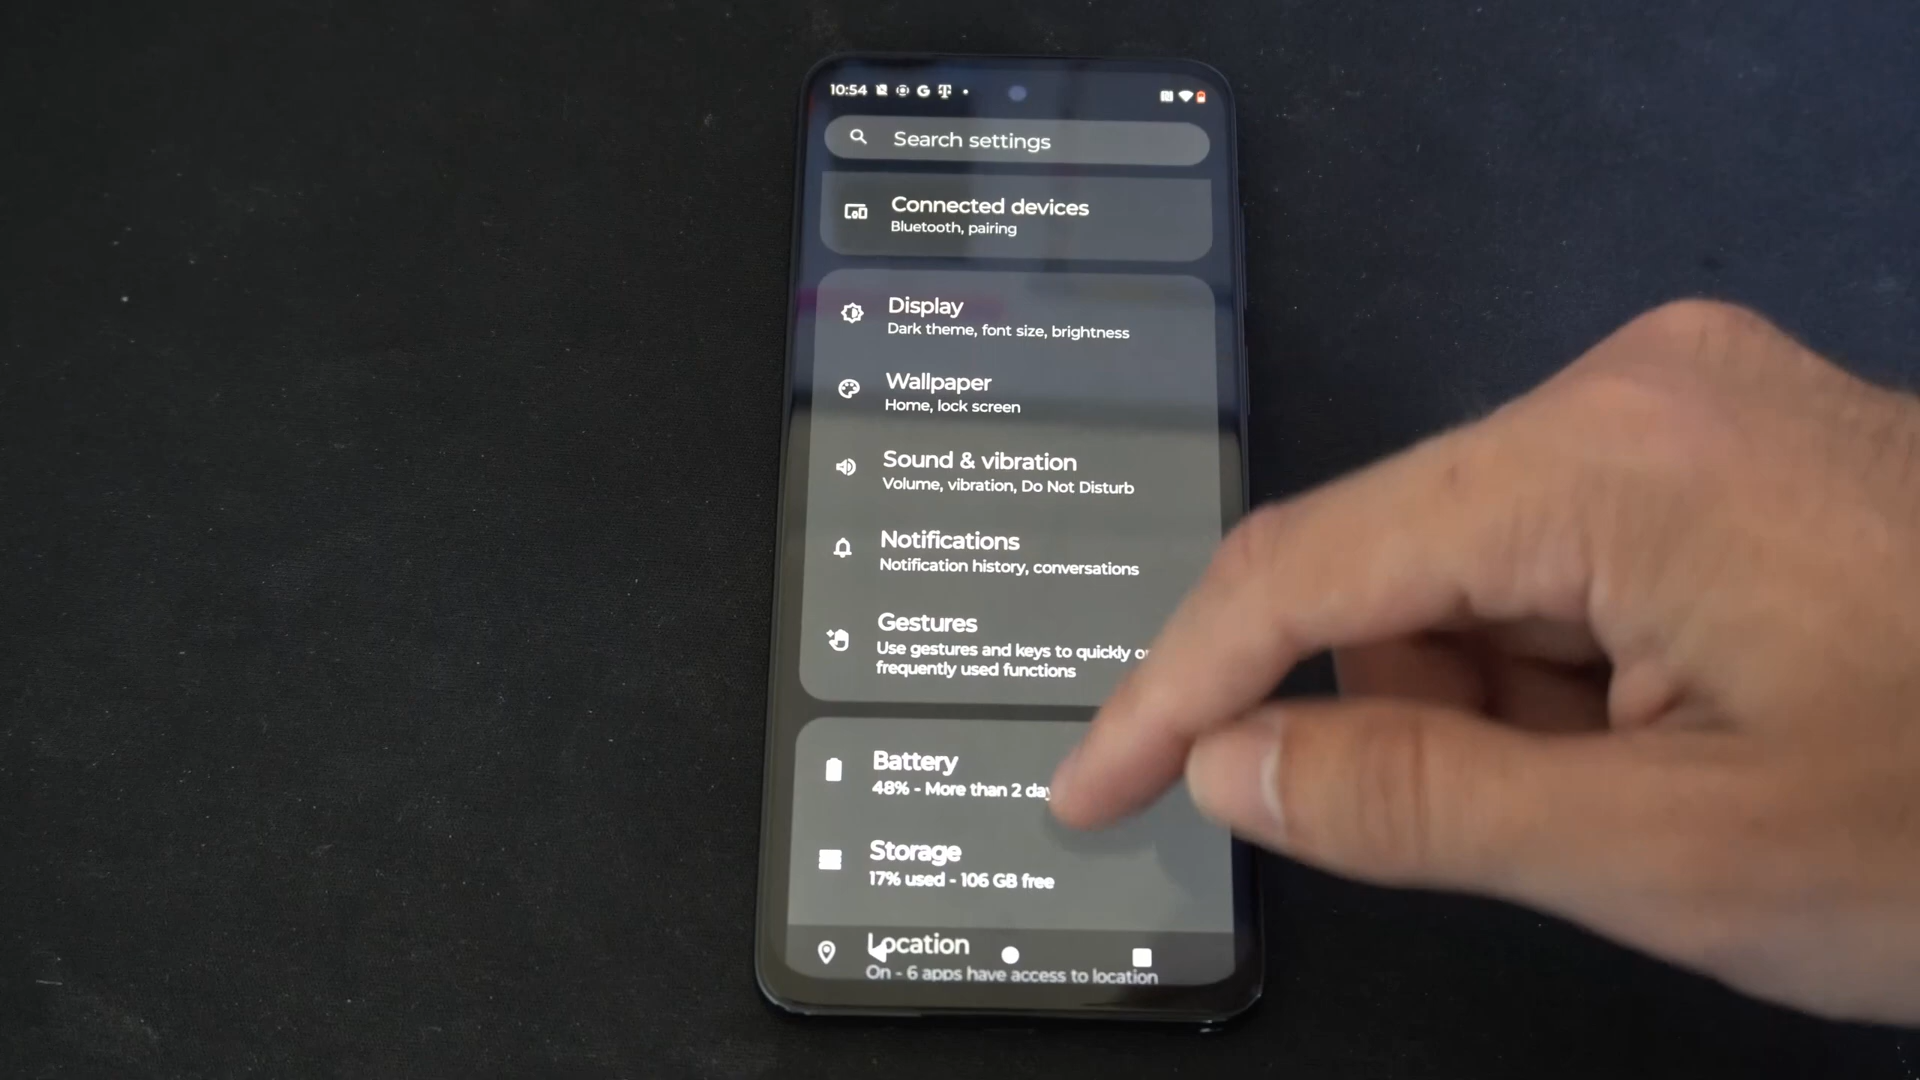 10:54
Search settings
Connected devices
Bluetooth, pairing
Display
Dark theme, font size, brightness
Wallpaper
Home, lock screen
Sound & vibration
Volume, vibration, Do Not Disturb
Notifications
Notification history, conversations
Gestures
Use gestures and keys to quickly
frequently used functions
Battery
48% - More than 2
Storage
17% used - 106 GB free
Location
On - 6 apps have access to location